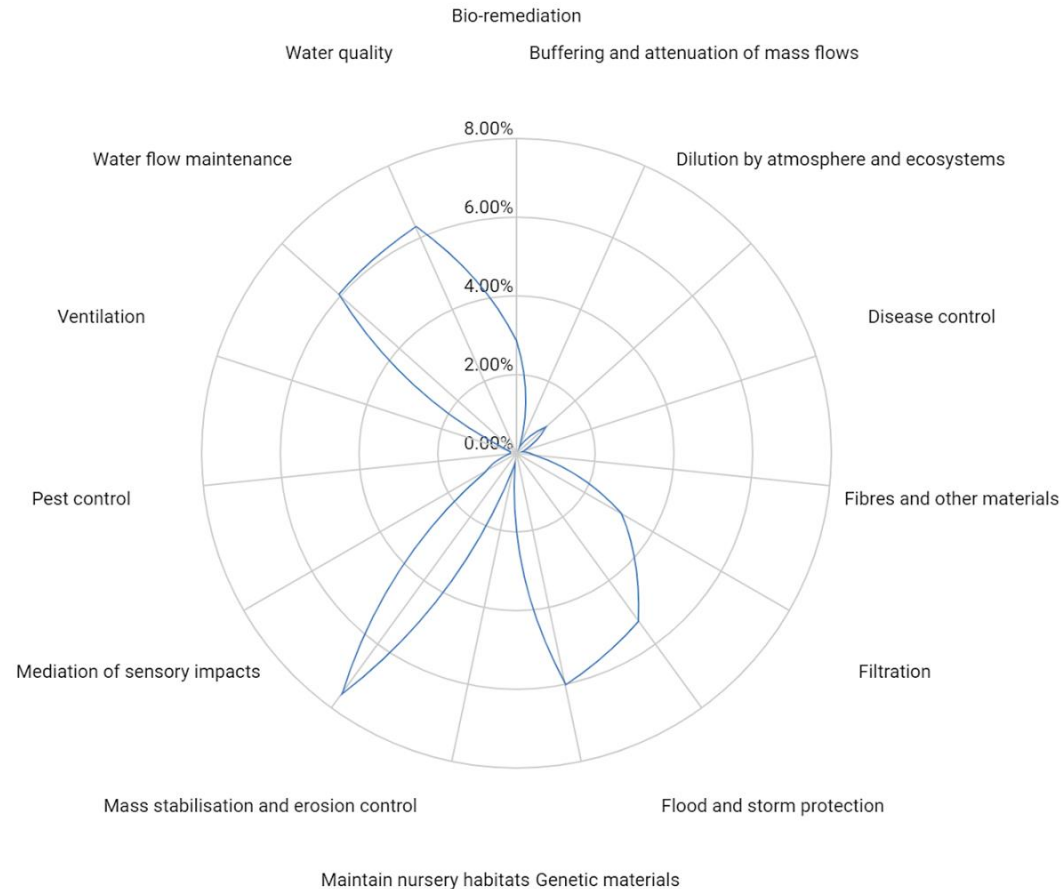 Bio-remediation
Water quality
Buffering and attenuation of mass flows
8.00%
Water flow maintenance
Dilution by atmosphere and ecosystems
6.00%
4.00%
Ventilation
Disease control
2.00%
0.00%
Pest control
Fibres and other materials
Mediation of sensory impacts
Filtration
Mass stabilisation and erosion control
Flood and storm protection
Maintain nursery habitats
Genetic materials